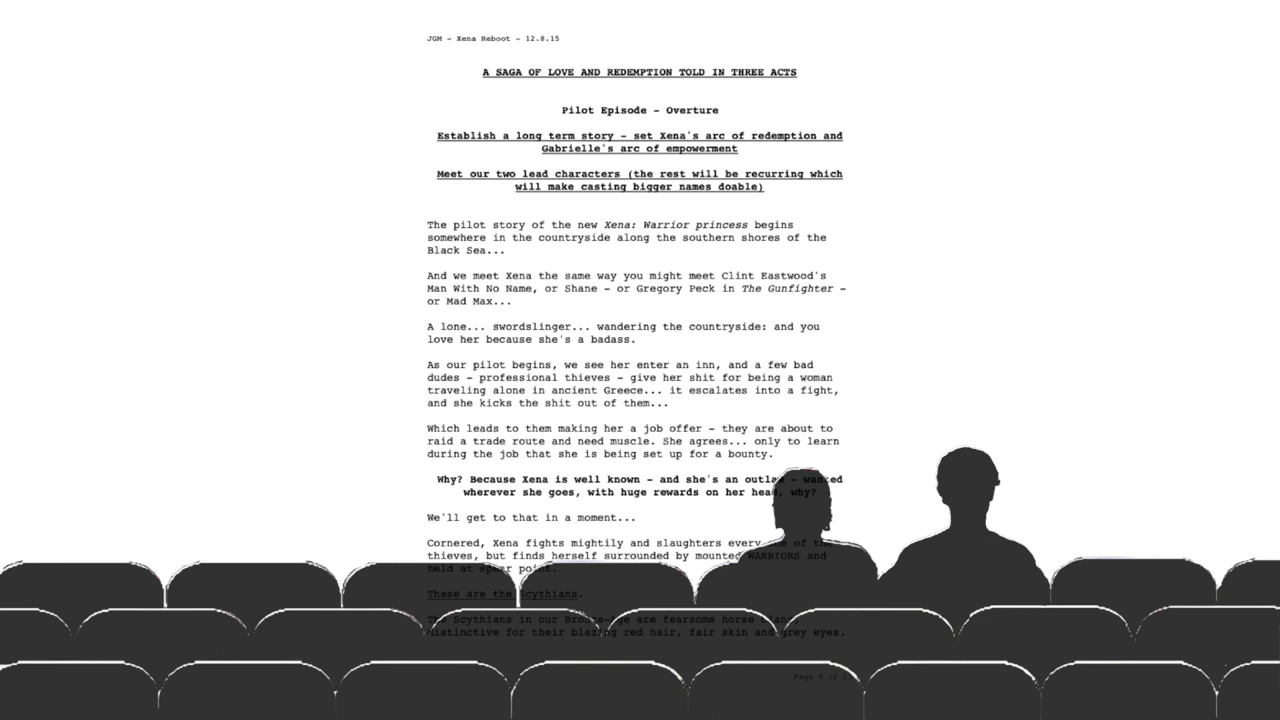 JGM - Xena Reboot - 12.8.15
A SAGA OF LOVE AND REDEMPTION TOLD IN THREE ACTS
Pilot Episode - Overture
Establish a long term story - set Xena's arc of redemption and
Gabrielle's arc of empowerment
Meet our two lead characters (the rest will be recurring which
will make casting bigger names doable)
The pilot story of the new Xena: Warrior princess begins
somewhere in the countryside along the southern shores of the
Black Sea...
And we meet Xena the same way you might meet Clint Eastwood's
Man With No Name, or Shane - or Gregory Peck in The Gunfighter -
or Mad Max...
A lone... swordslinger... wandering the countryside: and you
love her because she's a badass.
As our pilot begins, we see her enter an inn, and a few bad
dudes - professional thieves - give her shit for being a woman
traveling alone in ancient Greece... it escalates into a fight,
and she kicks the shit out of them...
Which leads to them making her a job offer - they are about to
raid a trade route and need muscle. She agrees... only to learn
during the job that she is being set up for a bounty.
Why? Because Xena is well known - and she's an outlaw - wanted
wherever she goes, with huge rewards on her head, why?
We'll get to that in a moment...
Cornered, Xena fights mightily and slaughters every one of the
thieves, but finds herself surrounded by mounted WARRIORS and
held at spear point.
These are the Scythians.
The Scythians in our Bronze-Age are fearsome horse
distinctive for their blazing red hair, fair skin and grey eyes.
Page 6 of